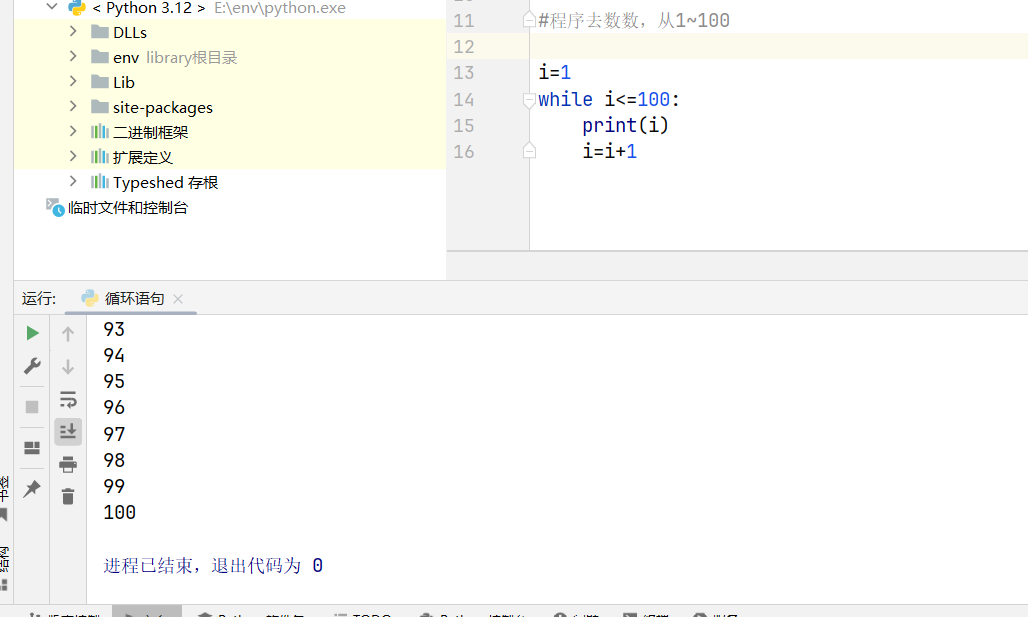 < Python 3.12 > E:\env\python.exe
DLLs
env library根目录
Lib
site-packages
二进制框架
扩展定义
Typeshed 存根
临时文件和控制台
11 #程序去数数，从1~100
12
13 i=1
14 while i<=100:
15 print(i)
16 i=i+1
运行: 循环语句
93
94
95
96
97
98
99
100
进程已结束，退出代码为 0
书签
结构